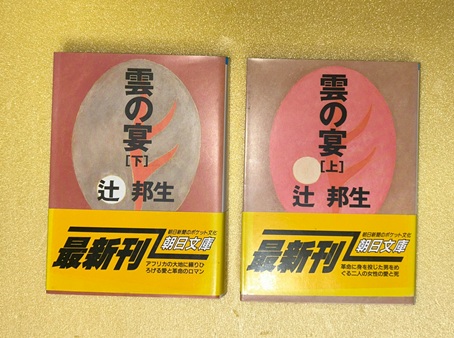 雲の
宴
[下]
辻 邦生
最新刊
朝日新聞のポケット文化
朝日文庫
アフリカの大地に繰りひ
ろげる愛と革命のロマン
雲の
宴
[上]
辻 邦生
最新刊
朝日新聞のポケット文化
朝日文庫
革命に身を投じた男をめ
ぐる二人の女性の愛と死